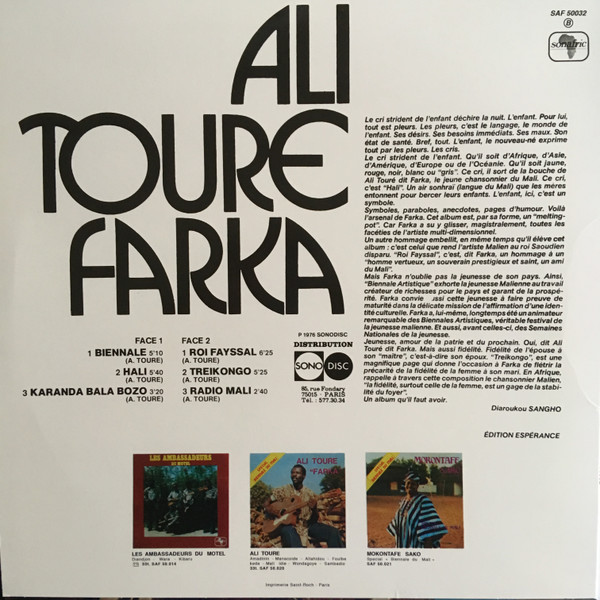 SAF 50032
B
sonafric
ALI
TOURE
FARKA
Le cri strident de l'enfant déchire la nuit. L'enfant. Pour lui,
tout est pleurs. Les pleurs, c'est le langage, le monde de
l'enfant. Ses désirs. Ses besoins immédiats. Ses maux. Son
état de santé. Bref, tout. L'enfant, le nouveau-né exprime
tout par les pleurs. Les cris.
Le cri strident de l'enfant. Qu'il soit d'Afrique, d'Asie,
d'Amérique, d'Europe ou de l'Océanie. Qu'il soit jaune,
rouge, noir, blanc ou "gris". Ce cri, il sort de la bouche de
Ali Touré dit Farka, le jeune chansonnier du Mali. Ce cri,
c'est "Hali". Un air sonhraï (langue du Mali) que les mères
entonnent pour bercer leurs enfants. L'enfant, ici, c'est un
symbole.
Symboles, paraboles, anecdotes, pages d'humour. Voilà
l'arsenal de Farka. Cet album est, par sa forme, un "melting-
pot". Car Farka a su y glisser, magistralement, toutes les
facéties de l'artiste multi-dimensionnel.
Un autre hommage embellit, en même temps qu'il élève cet
album : c'est celui que rend l'artiste Malien au roi Saoudien
disparu. "Roi Fayssal", c'est, dit Farka, un hommage à un
"homme vertueux, un souverain prestigieux et saint, un ami
du Mali".
Mais Farka n'oublie pas la jeunesse de son pays. Ainsi,
"Biennale Artistique" exhorte la jeunesse Malienne au travail
créateur de richesses pour le pays et garant de la prospé-
rité. Farka convie ssi cette jeunesse à faire preuve de
maturité dans la délicate mission de l'affirmation d'une iden-
tité culturelle. Farka a, lui-même, longtemps été un animateur
remarquable des Biennales Artistiques, véritable festival de
la jeunesse malienne. Et aussi, avant celles-ci, des Semaines
Nationales de la jeunesse.
Jeunesse, amour de la patrie et du prochain. Oui, dit Ali
Touré dit Farka. Mais aussi fidélité. Fidélité de l'épouse à
son "maître", c'est-à-dire son époux. "Treikongo", est une
magnifique page qui donne l'occasion à Farka de flétrir la
précarité de la fidélité de la femme à son mari. En Afrique,
rappelle à travers cette composition le chansonnier Malien,
"la fidélité, surtout celle de la femme, est un gage de la stabi-
lité du foyer".
Un album qu'il faut avoir.
Diaroukou SANGHO
ÉDITION ESPÉRANCE
FACE 1
1 BIENNALE 5'10
(A. TOURE)
2 HALI 5'40
(A. TOURE)
3 KARANDA BALA BOZO 3'20
(A. TOURE)
FACE 2
1 ROI FAYSSAL 6'25
(A. TOURE)
2 TREIKONGO 5'25
(A. TOURE)
3 RADIO MALI 2'40
(A. TOURE)
P 1976 SONODISC
DISTRIBUTION
SONO DISC
85, rue Fondary
75015 - PARIS
Tél : 577.30.34
LES AMBASSADEURS
DU MOTEL
ALI TOURE
"FARKA"
MOKONTAFE
LES AMBASSADEURS DU MOTEL
SSL SAF 50.014
ALI TOURE
MOKONTAFE SAKO
Spécial « Biennale du Mali »
SAF 50.031
Imprimerie Saint-Roch - Paris